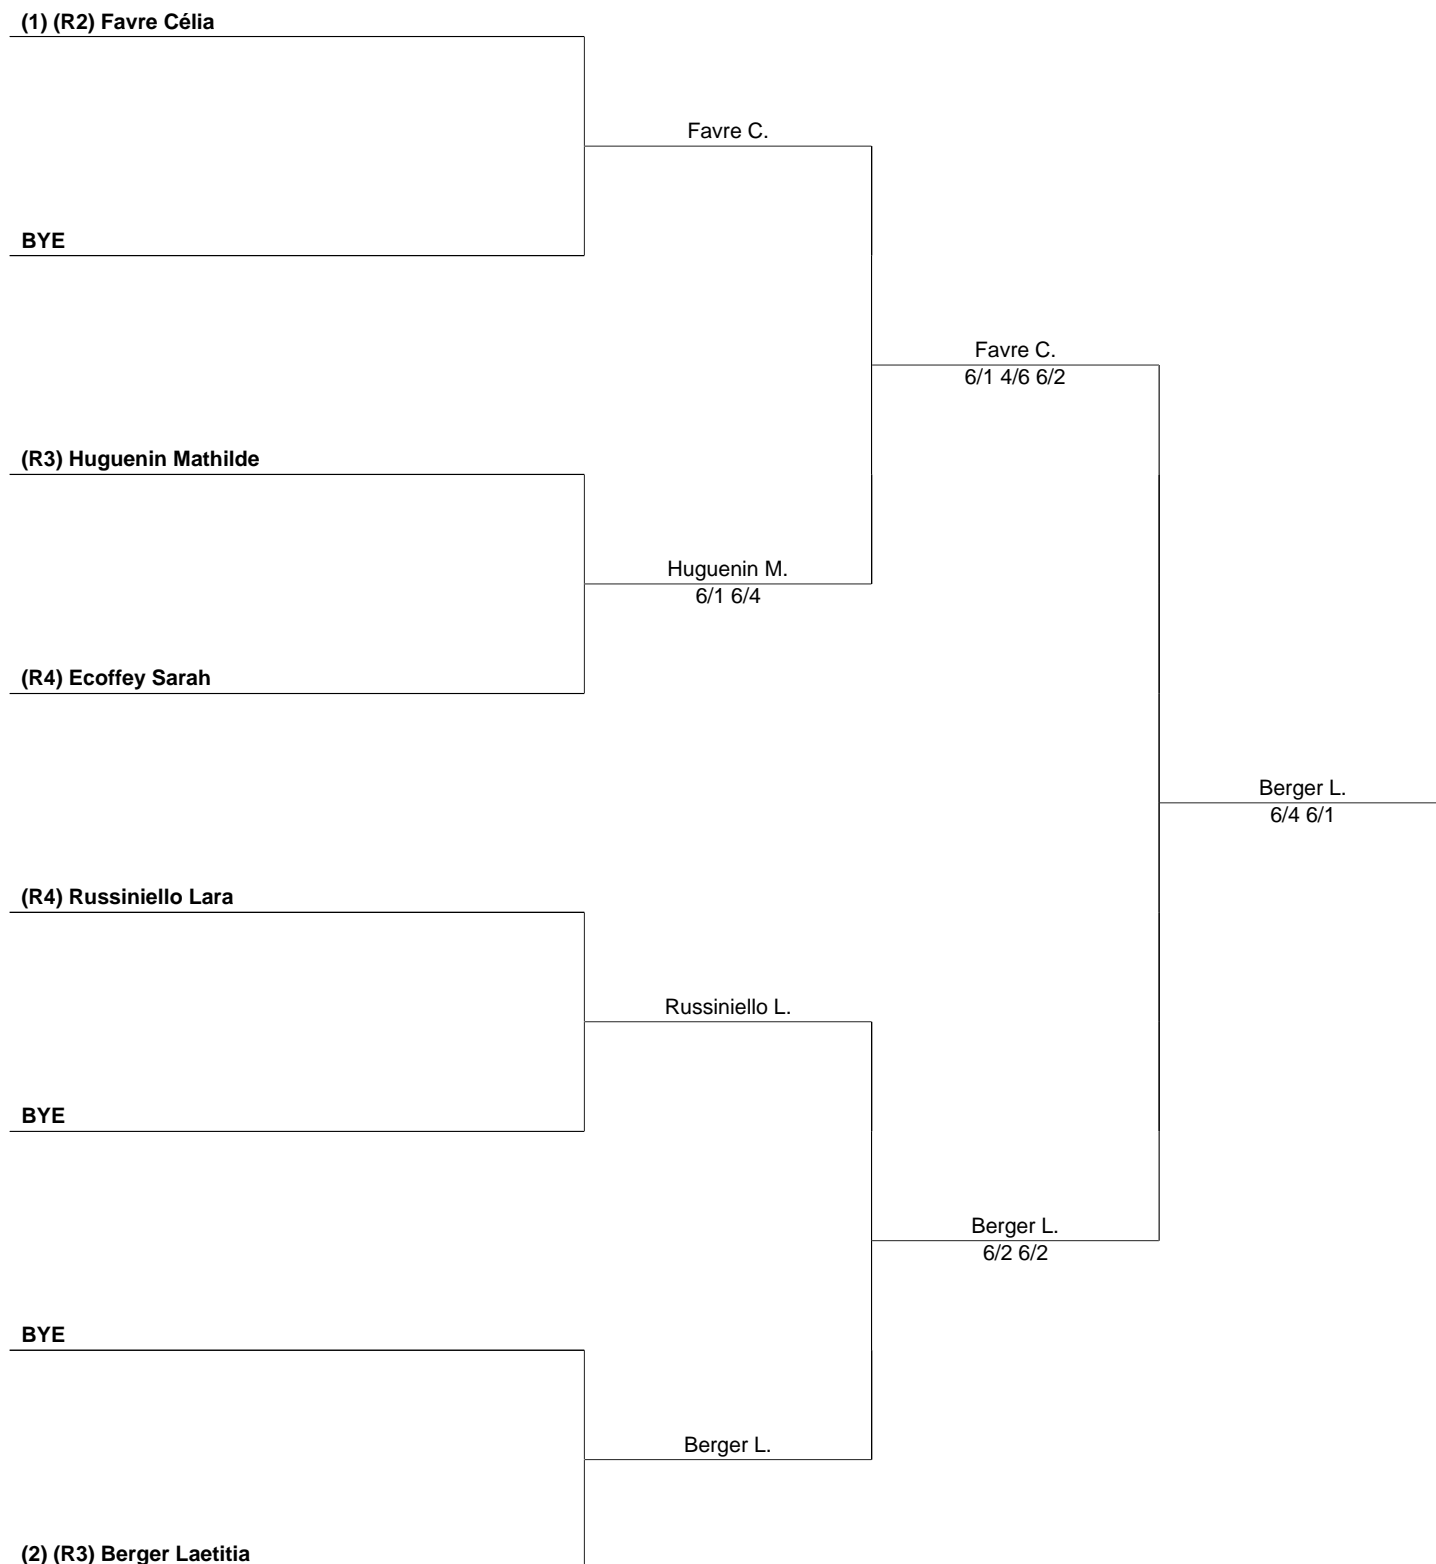 (1) (R2) Favre Célia
Favre C.
BYE
Favre C.
6/1 4/6 6/2
(R3) Huguenin Mathilde
Huguenin M.
6/1 6/4
(R4) Ecoffey Sarah
Berger L.
6/4 6/1
(R4) Russiniello Lara
Russiniello L.
BYE
Berger L.
6/2 6/2
BYE
Berger L.
(2) (R3) Berger Laetitia